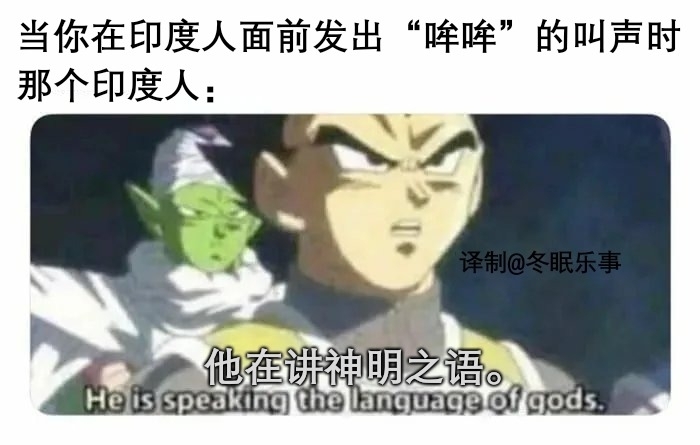 当你在印度人面前发出“哞哞”的叫声时
那个印度人：
译制@冬眠乐事
他在讲神明之语。
He is speaking the language of gods.